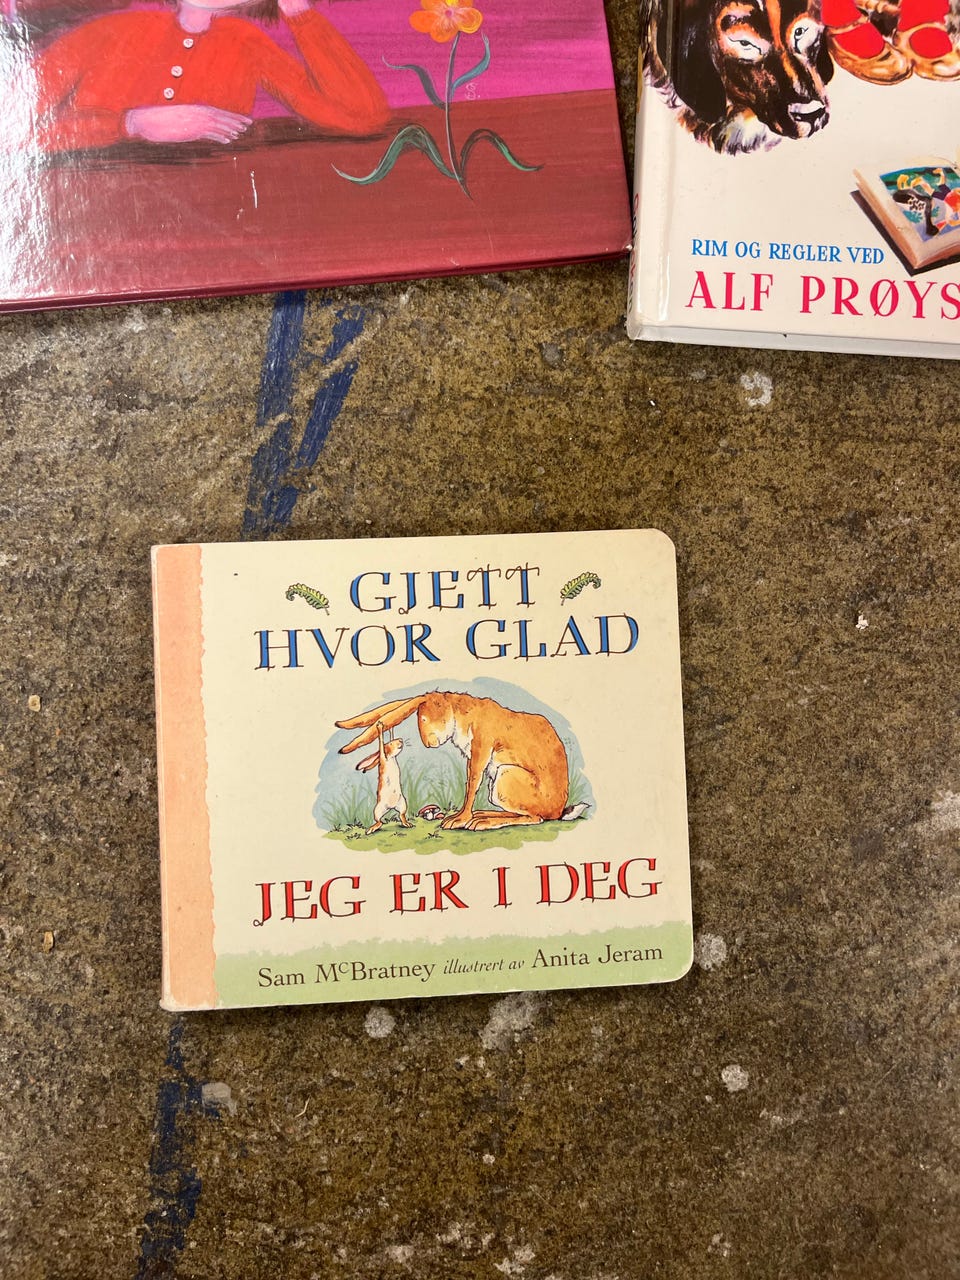 RIM OG REGLER VED
ALF PRØYS
GJETT
HVOR GLAD
JEG ER I DEG
Sam McBratney illustrert av Anita Jeram